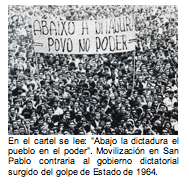 ABAIXO A DITADURA
POVO NO PODER
En el cartel se lee: "Abajo la dictadura el
pueblo en el poder". Movilización en San
Pablo contraria al gobierno dictatorial
surgido del golpe de Estado de 1964.